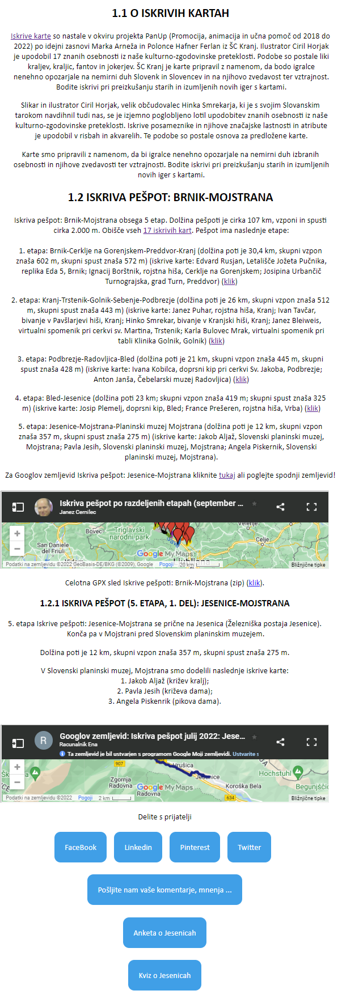 1.1 O ISKRIVIH KARTAH
Iskrive karte so nastale v okviru projekta PanUp (Promocija, animacija in učna pomoč od 2018 do
2022) po idejni zasnovi Marka Arneža in Polonce Hafner Ferlan iz ŠC Kranj. Ilustrator Ciril Horjak
je upodobil 17 znanih osebnosti iz naše kulturno-zgodovinske preteklosti. Podobe so postale liki
kraljev, kraljic, fantov in jokerjev. ŠC Kranj je karte pripravil z namenom, da bodo igralce
nenehno opozarjale na nemirni duh Slovenk in Slovencev in na njihovo zvedavost ter vztrajnost.
Bodite iskrivi pri preizkušanju starih in izumljenih novih iger s kartami.
Slikar in ilustrator Ciril Horjak, velik občudovalec Hinka Smrekarja, ki je s svojim Slovanskim
tarokom navdihnil tudi nas, se je izjemno poglobljeno lotil upodobitev znanih osebnosti iz naše
kulturno-zgodovinske preteklosti. Iskrive posameznike in njihove značajske lastnosti in atribute
je upodobil v risbah in akvarelih. Te podobe so postale osnova za predložene karte.
Karte smo pripravili z namenom, da bi igralce nenehno opozarjale na nemirni duh izbranih
osebnosti in njihove zvedavosti ter vztrajnosti. Bodite iskrivi pri preizkušanju starih in izumljenih
novih iger s kartami.
1.2 ISKRIVA PEŠPOT: BRNIK-MOJSTRANA
Iskriva pešpot: Brnik-Mojstrana obsega 5 etap. Dolžina pešpoti je cirka 107 km, vzponi in spusti
cirka 2.000 m. Obišče vseh 17 iskrivih kart. Pešpot ima naslednje etape:
1. etapa: Brnik-Cerklje na Gorenjskem-Preddvor-Kranj (dolžina poti je 30,4 km, skupni vzpon
znaša 602 m, skupni spust znaša 572 m) (iskrive karte: Edvard Rusjan, Letališče Jožeta Pučnika,
replika Eda 5, Brnik; Ignacij Borštnik, rojstna hiša, Cerklje na Gorenjskem; Josipina Urbančič
Turnograjska, grad Turn, Preddvor) (klik)
2. etapa: Kranj-Trstenik-Golnik-Sebenje-Podbrezje (dolžina poti je 26 km, skupni vzpon znaša 512
m, skupni spust znaša 443 m) (iskrive karte: Janez Puhar, rojstna hiša, Kranj; Ivan Tavčar,
bivanje v Pavšlarjevi hiši, Kranj; Hinko Smrekar, bivanje v Kranjski hiši, Kranj; Janez Bleiweis,
virtualni spomenik pri cerkvi sv. Martina, Trstenik; Karla Bulovec Mrak, virtualni spomenik pri
tabli Klinika Golnik, Golnik) (klik)
3. etapa: Podbrezje-Radovljica-Bled (dolžina poti je 21 km, skupni vzpon znaša 445 m, skupni
spust znaša 428 m) (iskrive karte: Ivana Kobilca, doprsni kip pri cerkvi Sv. Jakoba, Podbrezje;
Anton Janša, Čebelarski muzej Radovljica) (klik)
4. etapa: Bled-Jesenice (dolžina poti 23 km; skupni vzpon znaša 419 m; skupni spust znaša 325
m) (iskrive karte: Josip Plemelj, doprsni kip, Bled; France Prešeren, rojstna hiša, Vrba) (klik)
5. etapa: Jesenice-Mojstrana-Planinski muzej Mojstrana (dolžina poti je 12 km, skupni vzpon
znaša 357 m, skupni spust znaša 275 m) (iskrive karte: Jakob Aljaž, Slovenski planinski muzej,
Mojstrana; Pavla Jesih, Slovenski planinski muzej, Mojstrana; Angela Piskernik, Slovenski
planinski muzej, Mojstrana).
Za Googlov zemljevid Iskriva pešpot: Jesenice-Mojstrana kliknite tukaj ali poglejte spodnji zemljevid!
Iskriva pešpot po razdeljenih etapah (september ...
Janez Cernilec
Bovec
Triglavski
narodni park
Velenje
Celje
San Daniele
del Friuli
Google My Maps
Podatki na zemljevidu ©2022 GeoBasis-DE/BKG (©2009), Google Pogoji 20 km
Bližnjične tipke
Celotna GPX sled Iskrive pešpoti: Brnik-Mojstrana (zip) (klik).
1.2.1 ISKRIVA PEŠPOT (5. ETAPA, 1. DEL): JESENICE-MOJSTRANA
5. etapa Iskrive pešpoti: Jesenice-Mojstrana se prične na Jesenica (Železniška postaja Jesenice).
Konča pa v Mojstrani pred Slovenskim planinskim muzejem.
Dolžina poti je 12 km, skupni vzpon znaša 357 m, skupni spust znaša 275 m.
V Slovenski planinski muzej, Mojstrana smo dodelili naslednje iskrive karte:
1. Jakob Aljaž (križev kralj);
2. Pavla Jesih (križeva dama);
3. Angela Piskenrik (pikova dama).
R
Googlov zemljevid: Iskriva pešpot julij 2022: Jese...
Racunalnik Ena
Ta zemljevid je bil ustvarjen s programom Google Moji zemljevidi. Ustvarite s
907
Hrušica
Jesenice
Zgornja
Radovna
Google My Maps
Radovna
Koroška Bela
Hochstuhl
Begunjščic
634
Podatki na zemljevidu ©2022 Pogoji 2 km
Bližnjične tipke
Delite s prijatelji
FaceBook
Linkedin
Pinterest
Twitter
Pošljite nam vaše komentarje, mnenja ...
Anketa o Jesenicah
Kviz o Jesenicah